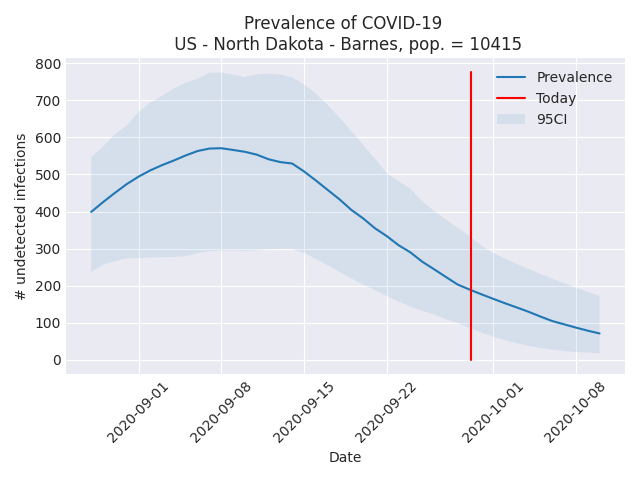 Prevalence of COVID-19
US - North Dakota - Barnes, pop. = 10415
800
700
600
500
400
300
200
100
0
# undetected infections
Prevalence
Today
95CI
2020-09-01
2020-09-08
2020-09-15
2020-09-22
2020-10-01
2020-10-08
Date